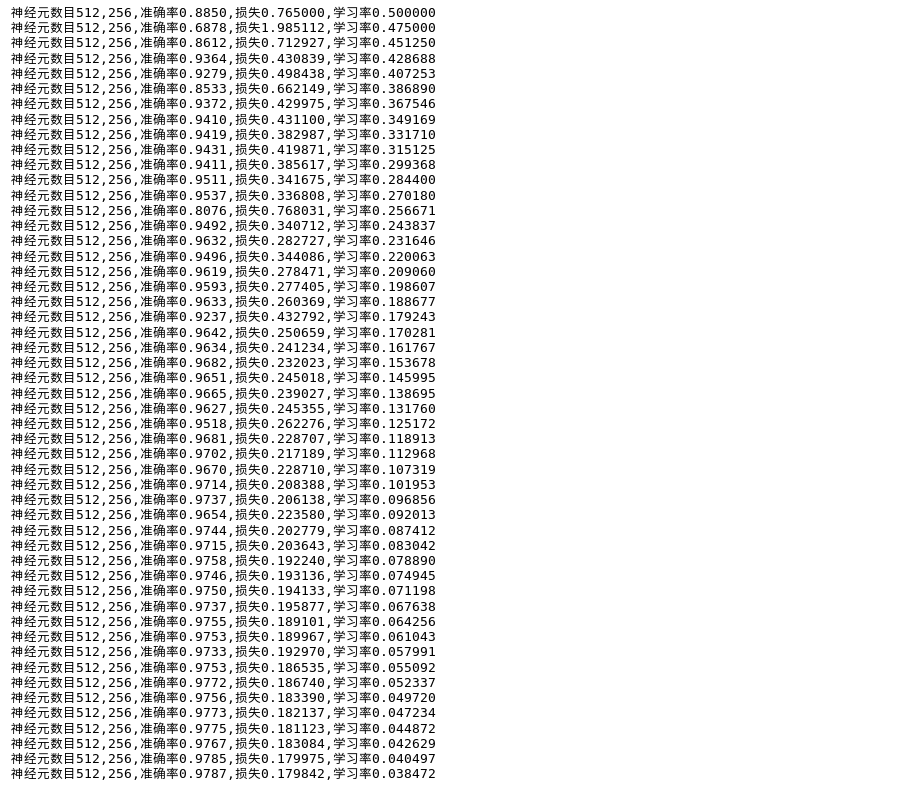 神经元数目512,256,准确率0.8850,损失0.765000,学习率0.500000
神经元数目512,256,准确率0.6878,损失1.985112,学习率0.475000
神经元数目512,256,准确率0.8612,损失0.712927,学习率0.451250
神经元数目512,256,准确率0.9364,损失0.430839,学习率0.428688
神经元数目512,256,准确率0.9279,损失0.498438,学习率0.407253
神经元数目512,256,准确率0.8533,损失0.662149,学习率0.386890
神经元数目512,256,准确率0.9372,损失0.429975,学习率0.367546
神经元数目512,256,准确率0.9410,损失0.431100,学习率0.349169
神经元数目512,256,准确率0.9419,损失0.382987,学习率0.331710
神经元数目512,256,准确率0.9431,损失0.419871,学习率0.315125
神经元数目512,256,准确率0.9411,损失0.385617,学习率0.299368
神经元数目512,256,准确率0.9511,损失0.341675,学习率0.284400
神经元数目512,256,准确率0.9537,损失0.336808,学习率0.270180
神经元数目512,256,准确率0.8076,损失0.768031,学习率0.256671
神经元数目512,256,准确率0.9492,损失0.340712,学习率0.243837
神经元数目512,256,准确率0.9632,损失0.282727,学习率0.231646
神经元数目512,256,准确率0.9496,损失0.344086,学习率0.220063
神经元数目512,256,准确率0.9619,损失0.278471,学习率0.209060
神经元数目512,256,准确率0.9593,损失0.277405,学习率0.198607
神经元数目512,256,准确率0.9633,损失0.260369,学习率0.188677
神经元数目512,256,准确率0.9237,损失0.432792,学习率0.179243
神经元数目512,256,准确率0.9642,损失0.250659,学习率0.170281
神经元数目512,256,准确率0.9634,损失0.241234,学习率0.161767
神经元数目512,256,准确率0.9682,损失0.232023,学习率0.153678
神经元数目512,256,准确率0.9651,损失0.245018,学习率0.145995
神经元数目512,256,准确率0.9665,损失0.239027,学习率0.138695
神经元数目512,256,准确率0.9627,损失0.245355,学习率0.131760
神经元数目512,256,准确率0.9518,损失0.262276,学习率0.125172
神经元数目512,256,准确率0.9681,损失0.228707,学习率0.118913
神经元数目512,256,准确率0.9702,损失0.217189,学习率0.112968
神经元数目512,256,准确率0.9670,损失0.228710,学习率0.107319
神经元数目512,256,准确率0.9714,损失0.208388,学习率0.101953
神经元数目512,256,准确率0.9737,损失0.206138,学习率0.096856
神经元数目512,256,准确率0.9654,损失0.223580,学习率0.092013
神经元数目512,256,准确率0.9744,损失0.202779,学习率0.087412
神经元数目512,256,准确率0.9715,损失0.203643,学习率0.083042
神经元数目512,256,准确率0.9758,损失0.192240,学习率0.078890
神经元数目512,256,准确率0.9746,损失0.193136,学习率0.074945
神经元数目512,256,准确率0.9750,损失0.194133,学习率0.071198
神经元数目512,256,准确率0.9737,损失0.195877,学习率0.067638
神经元数目512,256,准确率0.9755,损失0.189101,学习率0.064256
神经元数目512,256,准确率0.9753,损失0.189967,学习率0.061043
神经元数目512,256,准确率0.9733,损失0.192970,学习率0.057991
神经元数目512,256,准确率0.9753,损失0.186535,学习率0.055092
神经元数目512,256,准确率0.9772,损失0.186740,学习率0.052337
神经元数目512,256,准确率0.9756,损失0.183390,学习率0.049720
神经元数目512,256,准确率0.9773,损失0.182137,学习率0.047234
神经元数目512,256,准确率0.9775,损失0.181123,学习率0.044872
神经元数目512,256,准确率0.9767,损失0.183084,学习率0.042629
神经元数目512,256,准确率0.9785,损失0.179975,学习率0.040497
神经元数目512,256,准确率0.9787,损失0.179842,学习率0.038472